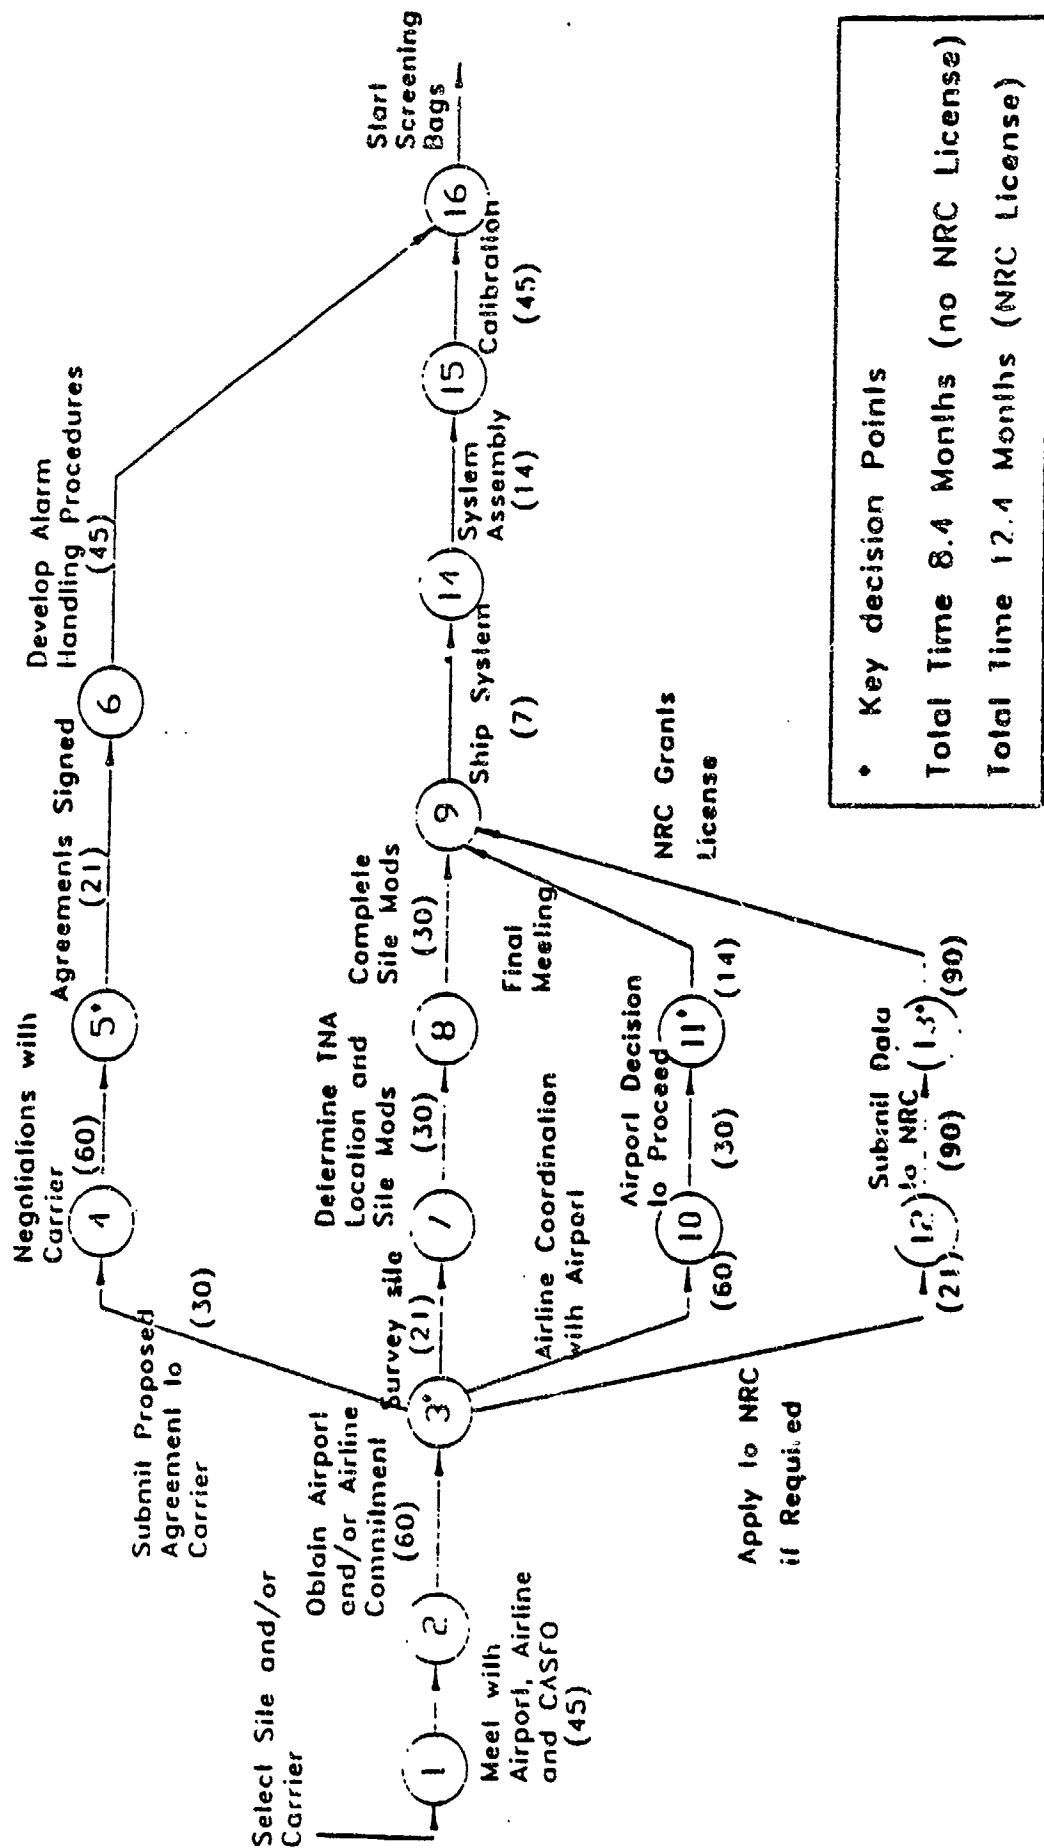 Select Site and/or
Carrier
1
Meet with
Airport, Airline
and CASFO
(45)
2
Obtain Airport
and/or Airline
Commitment
(60)
3*
Submit Proposed
Agreement to
Carrier
(30)
4
Negotiations with
Carrier
(60)
5*
Agreements Signed
(21)
6
Develop Alarm
Handling Procedures
(45)
Survey site
(21)
7
Determine TNA
Location and
Site Mods
(30)
8
Complete
Site Mods
(30)
9
Ship System
(7)
14
System
Assembly
(14)
15
Calibration
(45)
16
Start
Screening
Bags
Airline Coordination
with Airport
(60)
10
Airport Decision
to Proceed
(30)
11*
(14)
Final
Meeting
Apply to NRC
if Required
(21)
12
Submit Data
to NRC
(90)
13*
(90)
NRC Grants
License
* Key decision Points
Total Time 8.4 Months (no NRC License)
Total Time 12.4 Months (NRC License)